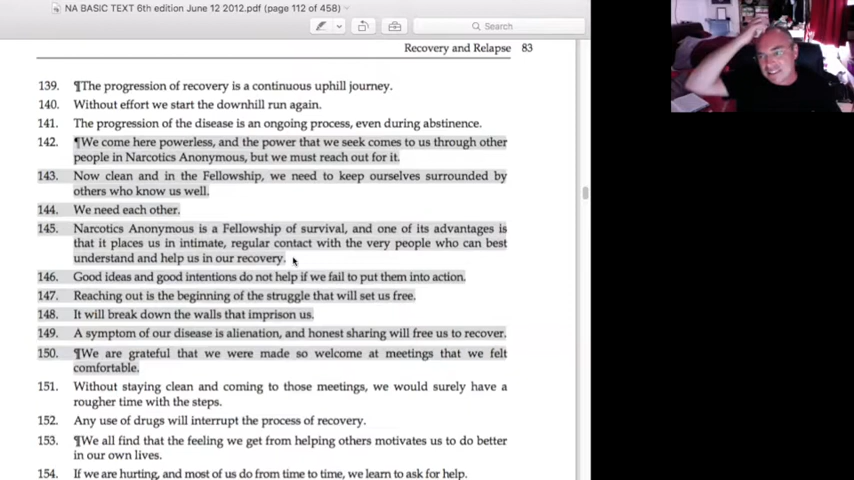 NA BASIC TEXT 6th edition June 12 2012.pdf (page 112 of 458)
Search
Recovery and Relapse 83
139. ¶The progression of recovery is a continuous uphill journey.
140. Without effort we start the downhill run again.
141. The progression of the disease is an ongoing process, even during abstinence.
142. ¶We come here powerless, and the power that we seek comes to us through other
people in Narcotics Anonymous, but we must reach out for it.
143. Now clean and in the Fellowship, we need to keep ourselves surrounded by
others who know us well.
144. We need each other.
145. Narcotics Anonymous is a Fellowship of survival, and one of its advantages is
that it places us in intimate, regular contact with the very people who can best
understand and help us in our recovery.
146. Good ideas and good intentions do not help if we fail to put them into action.
147. Reaching out is the beginning of the struggle that will set us free.
148. It will break down the walls that imprison us.
149. A symptom of our disease is alienation, and honest sharing will free us to recover.
150. ¶We are grateful that we were made so welcome at meetings that we felt
comfortable.
151. Without staying clean and coming to those meetings, we would surely have a
rougher time with the steps.
152. Any use of drugs will interrupt the process of recovery.
153. ¶We all find that the feeling we get from helping others motivates us to do better
in our own lives.
154. If we are hurting, and most of us do from time to time, we learn to ask for help.